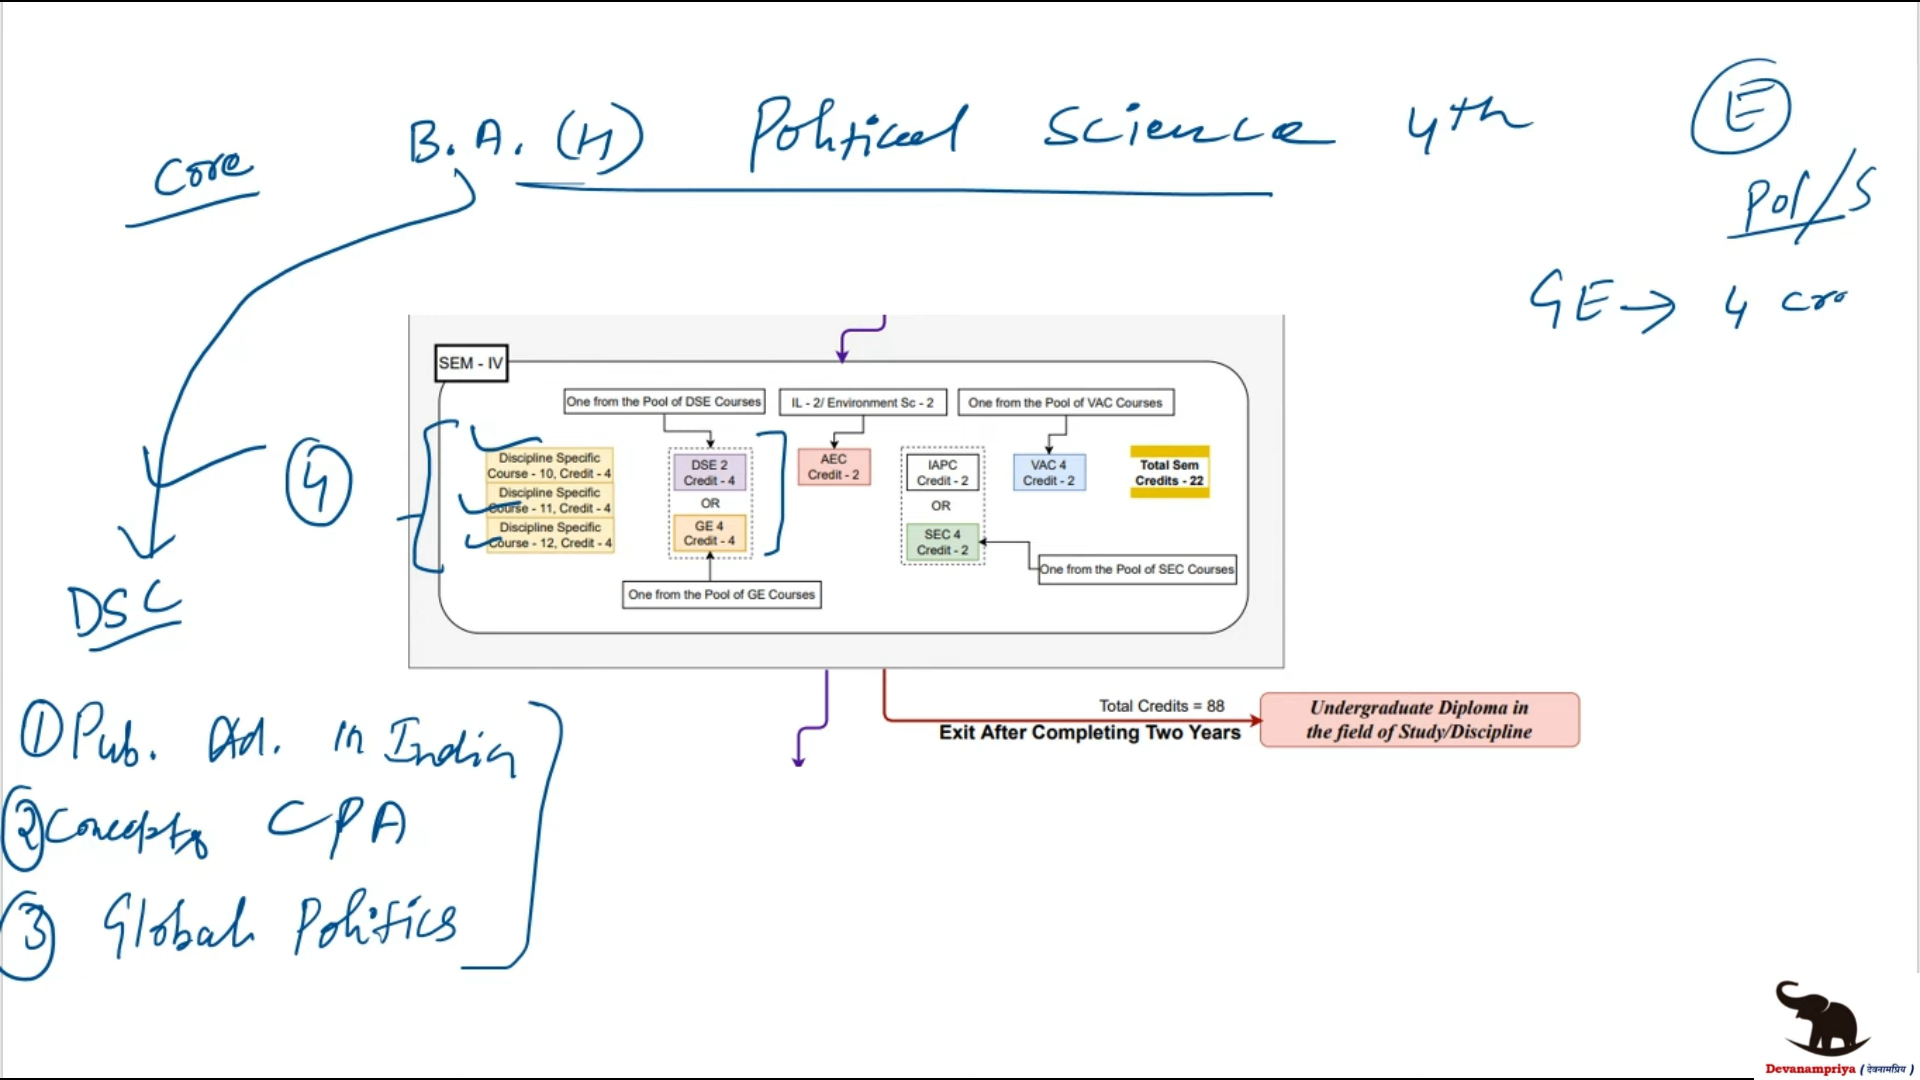 B.A. (H) Political Science 4th
E
Core
Pol/S
GE → 4 cre
SEM - IV
One from the Pool of DSE Courses
IL - 2/ Environment Sc - 2
One from the Pool of VAC Courses
4
Discipline Specific
Course - 10, Credit - 4
Discipline Specific
Course - 11, Credit - 4
Discipline Specific
Course - 12, Credit - 4
DSE 2
Credit - 4
OR
GE 4
Credit - 4
AEC
Credit - 2
IAPC
Credit - 2
OR
SEC 4
Credit - 2
VAC 4
Credit - 2
Total Sem
Credits - 22
One from the Pool of SEC Courses
One from the Pool of GE Courses
DSC
Total Credits = 88
Exit After Completing Two Years
Undergraduate Diploma in
the field of Study/Discipline
① Pub. Ad. in India
② Concepts CPA
③ Global Politics
Devanampriya ( देवनामप्रिय )